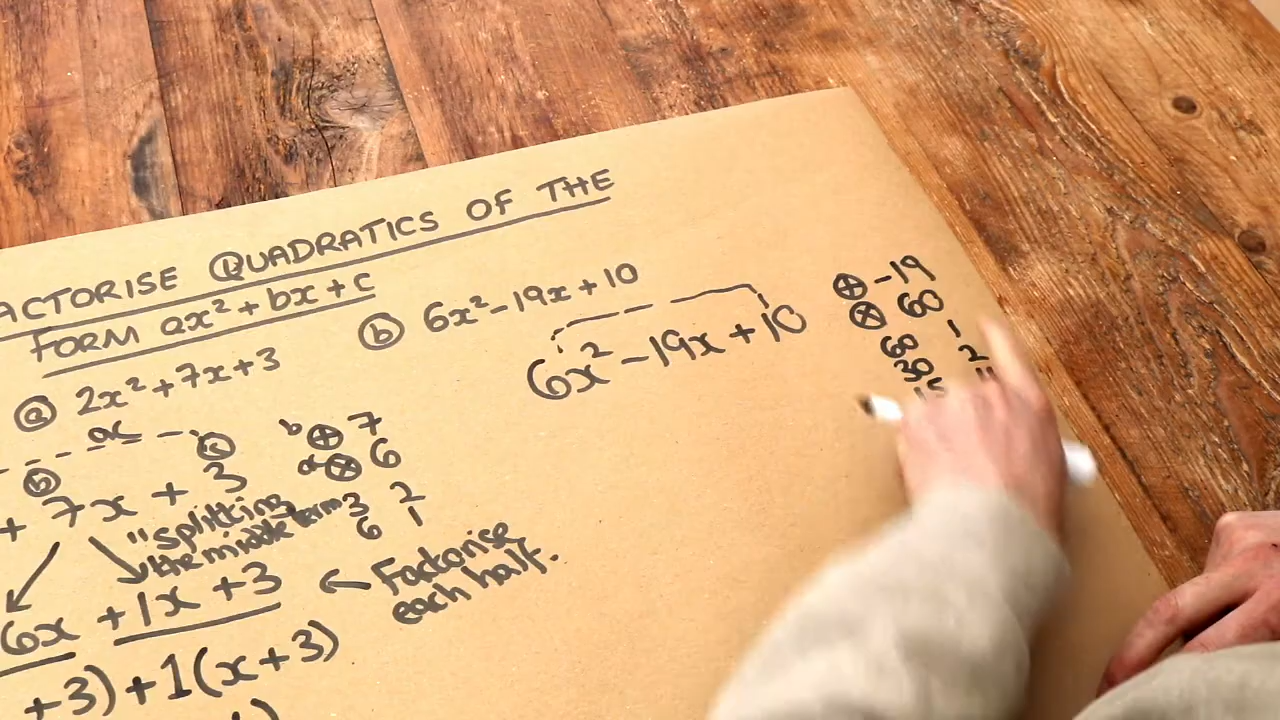 ACTORISE QUADRATICS OF THE
FORM ax² + bx + c
ⓐ 2x² + 7x + 3
ac
ⓑ ⓒ
+ 7x + 3
b ⊕ 7
ac ⊗ 6
3 2
6 1
"splitting
the middle term
6x + 1x + 3
← Factorise
each half.
+3) + 1(x+3)
ⓑ 6x² - 19x + 10
6x² - 19x + 10
⊕ -19
⊗ 60
60 1
30 2